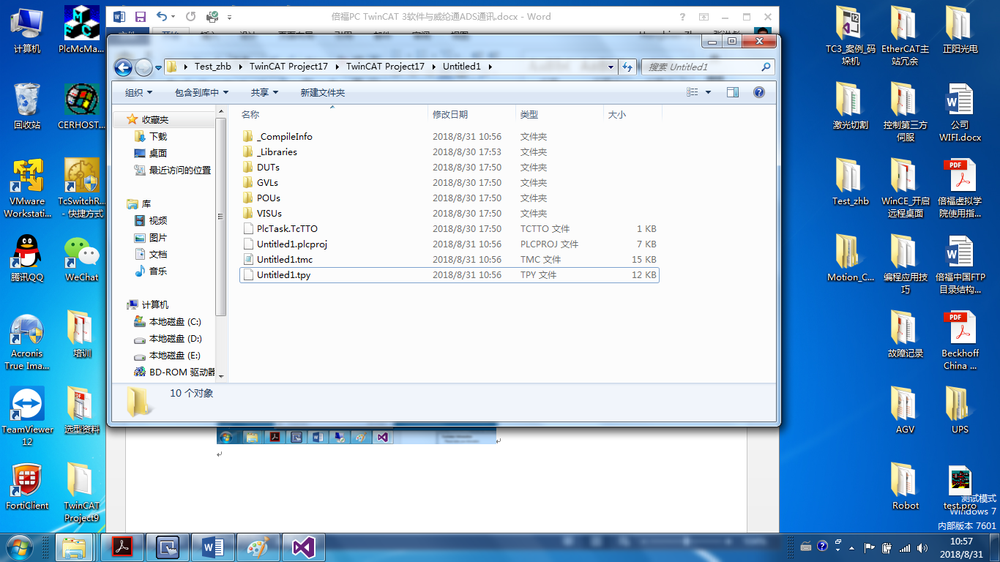 倍福PC TwinCAT 3软件与威纶通ADS通讯.docx - Word
Test_zhb
TwinCAT Project17
TwinCAT Project17
Untitled1
搜索 Untitled1
组织
包含到库中
共享
新建文件夹
收藏夹
下载
桌面
最近访问的位置
库
视频
图片
文档
音乐
计算机
本地磁盘 (C:)
本地磁盘 (D:)
本地磁盘 (E:)
BD-ROM 驱动器
名称 修改日期 类型 大小
_CompileInfo 2018/8/31 10:56 文件夹
_Libraries 2018/8/30 17:53 文件夹
DUTs 2018/8/30 17:50 文件夹
GVLs 2018/8/30 17:50 文件夹
POUs 2018/8/30 17:50 文件夹
VISUs 2018/8/30 17:50 文件夹
PlcTask.TcTTO 2018/8/30 17:50 TCTTO 文件 1 KB
Untitled1.plcproj 2018/8/31 10:56 PLCPROJ 文件 7 KB
Untitled1.tmc 2018/8/31 10:56 TMC 文件 15 KB
Untitled1.tpy 2018/8/31 10:56 TPY 文件 12 KB
10 个对象
计算机
PlcMcMa...
回收站
CERHOST...
VMware
Workstati...
TcSwitchR...
- 快捷方式
腾讯QQ
WeChat
Acronis
True Ima...
培训
TeamViewer
12
选型资料
FortiClient
TwinCAT
Project9
TC3_案例_码
垛机
EtherCAT主
站冗余
正阳光电
激光切割
控制第三方
伺服
公司
WIFI.docx
Test_zhb
WinCE_开启
远程桌面
倍福虚拟学
院使用指...
Motion_C...
编程应用技
巧
倍福中国FTP
目录结构...
故障记录
Beckhoff
China ...
AGV
UPS
Robot
test.pro
测试模式
Windows 7
内部版本 7601
10:57
2018/8/31